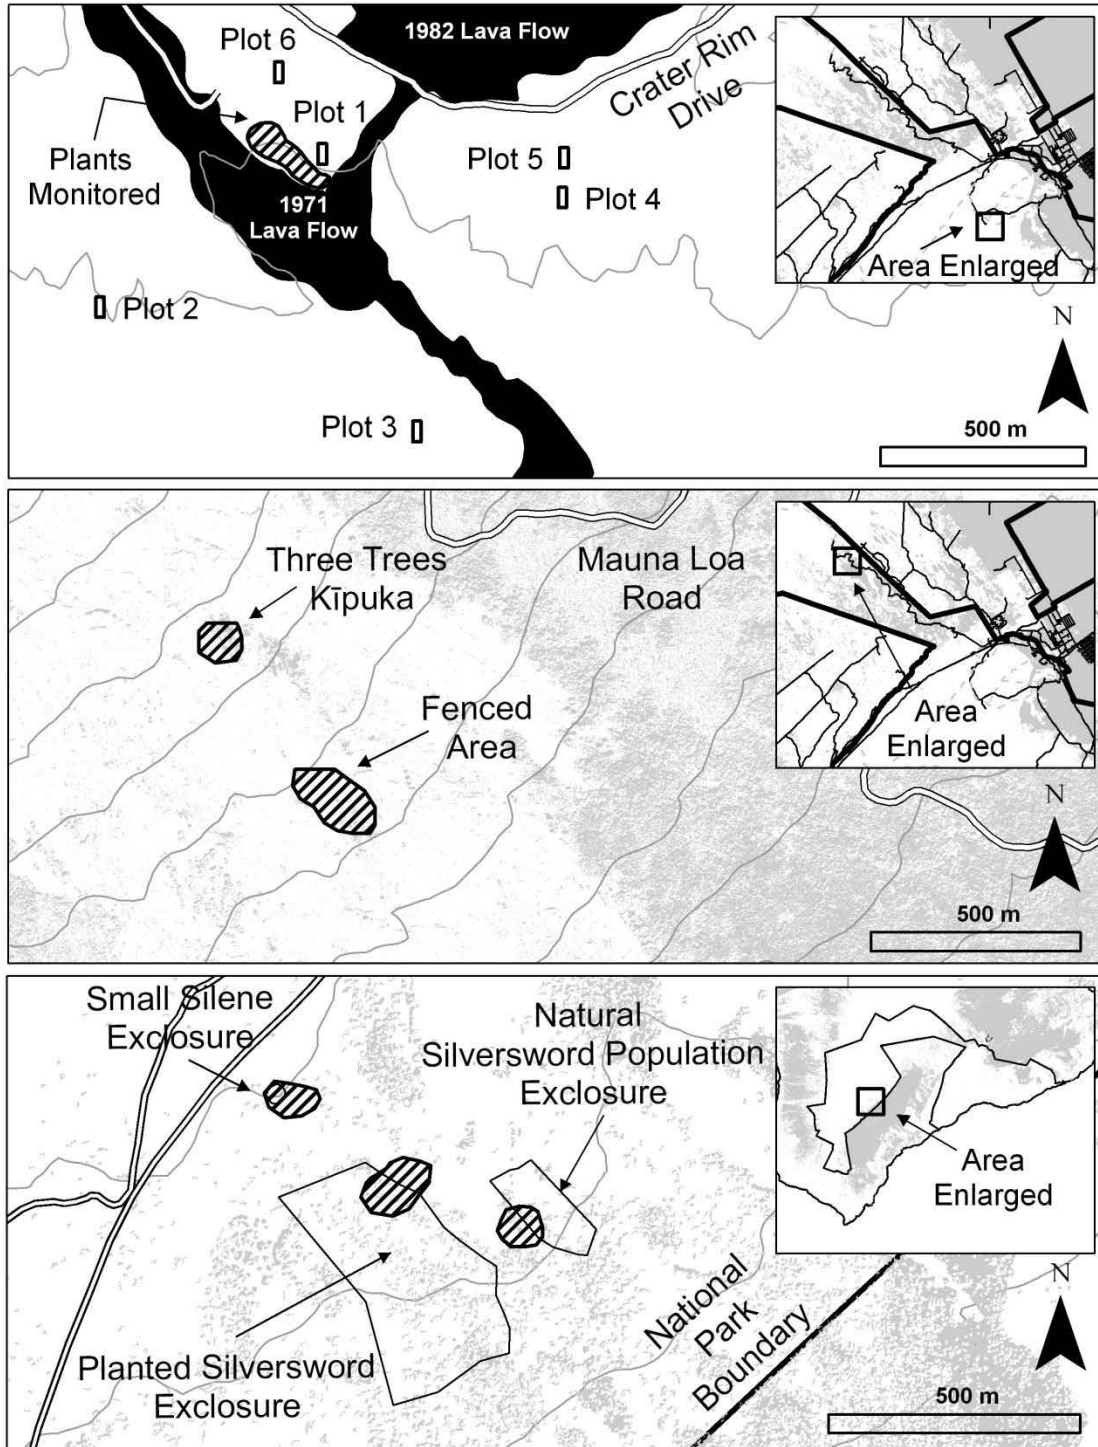 1982 Lava Flow
Plot 6
Crater Rim
Drive
Plot 1
Plants
Monitored
Plot 5
Plot 4
1971
Lava Flow
Area Enlarged
Plot 2
N
Plot 3
500 m
Three Trees
Kīpuka
Mauna Loa
Road
Fenced
Area
Area
Enlarged
N
500 m
Small Silene
Exclosure
Natural
Silversword Population
Exclosure
Area
Enlarged
N
National
Park
Boundary
Planted Silversword
Exclosure
500 m